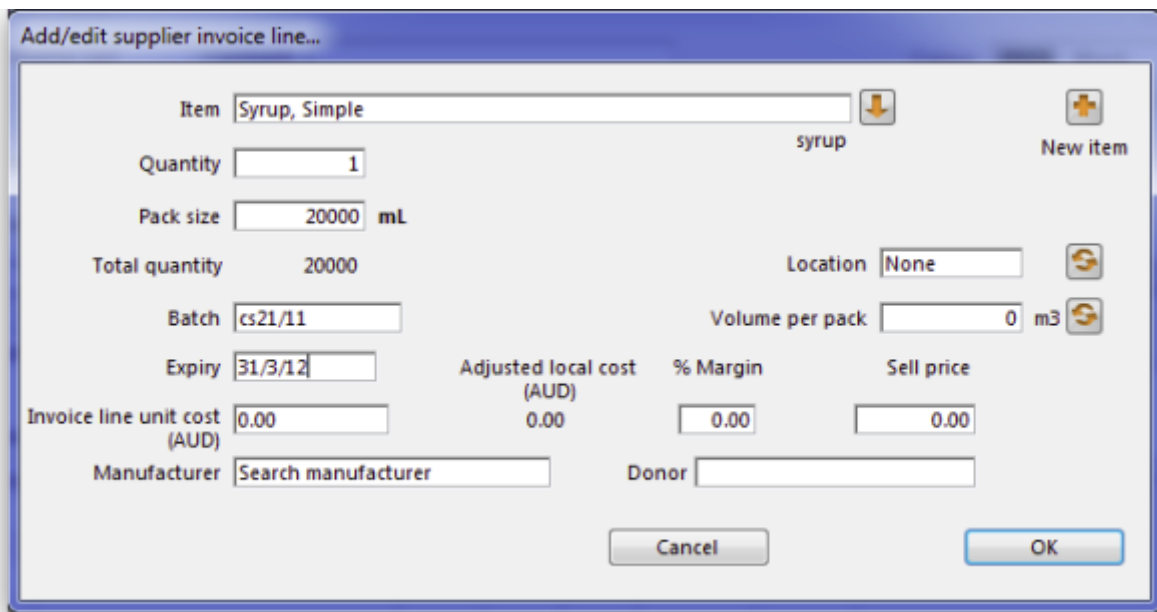 Add/edit supplier invoice line...
Item Syrup, Simple
syrup
New item
Quantity 1
Pack size 20000 mL
Total quantity 20000
Location None
Batch cs21/11
Volume per pack 0 m3
Expiry 31/3/12
Adjusted local cost (AUD)
% Margin
Sell price
Invoice line unit cost (AUD) 0.00
0.00
0.00
0.00
Manufacturer Search manufacturer
Donor
Cancel
OK